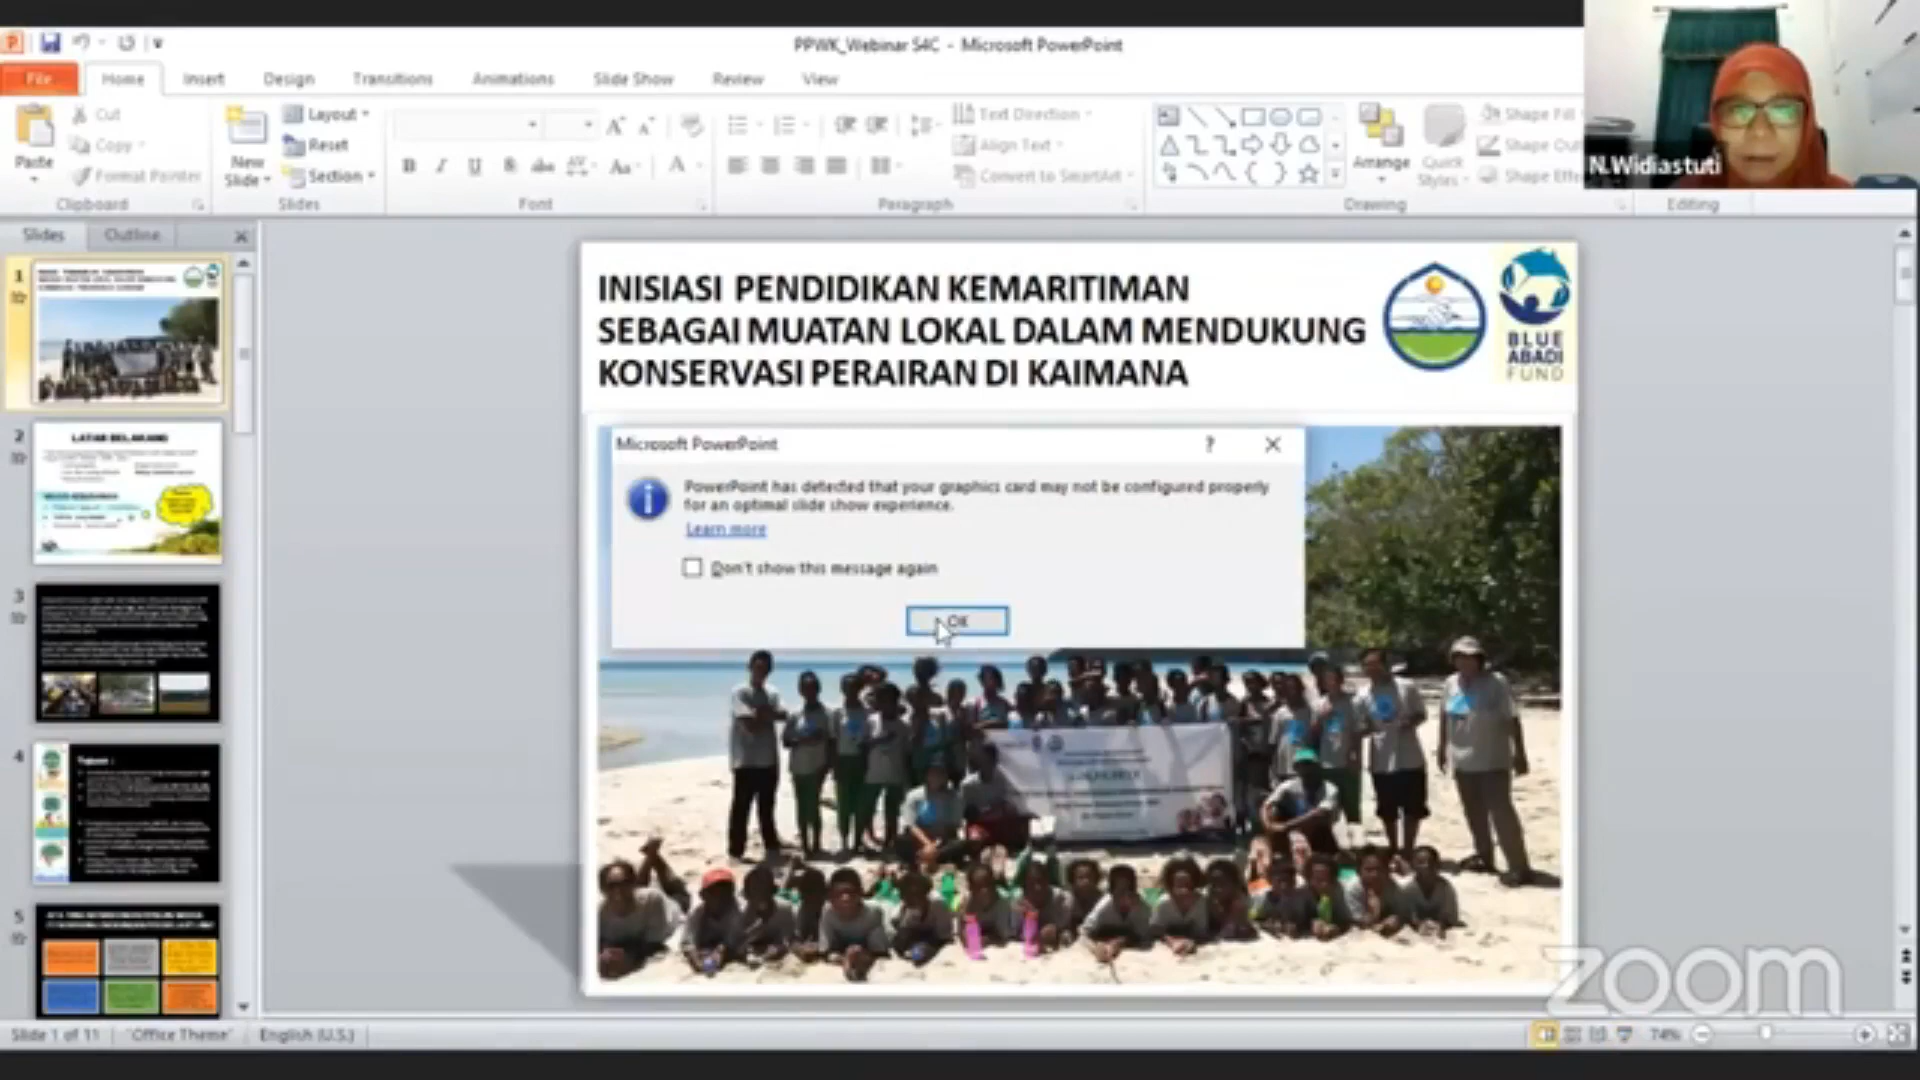 PPWK_Webinar S4C - Microsoft PowerPoint
File Home Insert Design Transitions Animations Slide Show Review View
Cut
Copy
Format Painter
Paste
Clipboard
New
Slide
Layout
Reset
Section
Slides
Font
Text Direction
Align Text
Convert to SmartArt
Paragraph
Arrange
Quick
Styles
Shape Fill
Drawing
Editing
N.Widiastuti
Slides Outline
1
2
LATAR BELAKANG
3
4
Tujuan :
5
INISIASI PENDIDIKAN KEMARITIMAN
SEBAGAI MUATAN LOKAL DALAM MENDUKUNG
KONSERVASI PERAIRAN DI KAIMANA
BLUE
ABADI
FUND
Microsoft PowerPoint
PowerPoint has detected that your graphics card may not be configured properly
for an optimal slide show experience.
Learn more
Don't show this message again
OK
zoom
Slide 1 of 11 "Office Theme" English (U.S.)
74%